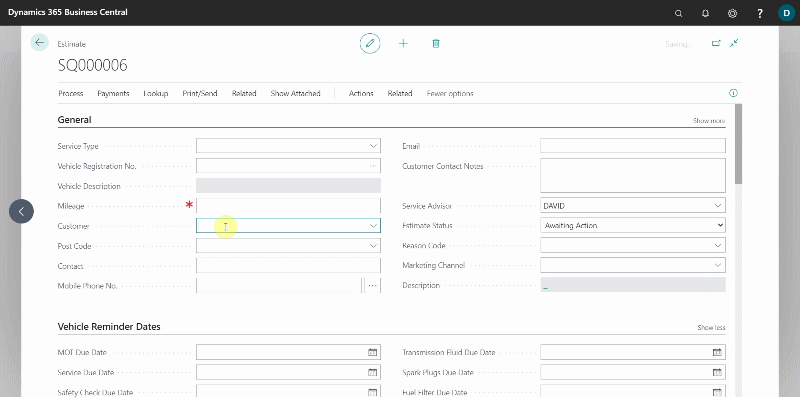 Dynamics 365 Business Central
?
D
Estimate
Saving...
SQ000006
Process Payments Lookup Print/Send Related Show Attached Actions Related Fewer options
General
Show more
Service Type
Vehicle Registration No.
Vehicle Description
Mileage *
Customer
Post Code
Contact
Mobile Phone No. ...
Email
Customer Contact Notes
Service Advisor DAVID
Estimate Status Awaiting Action
Reason Code
Marketing Channel
Description _
Vehicle Reminder Dates
Show less
MOT Due Date
Service Due Date
Safety Check Due Date
Transmission Fluid Due Date
Spark Plugs Due Date
Fuel Filter Due Date